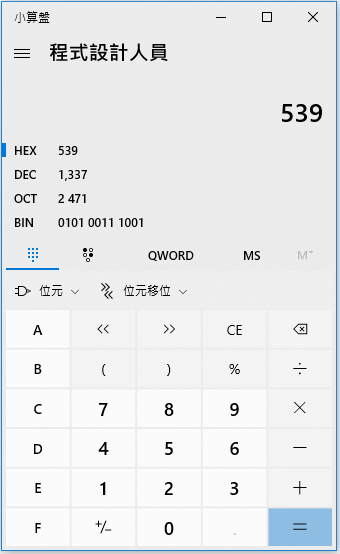 小算盤
程式設計人員
539
HEX 539
DEC 1,337
OCT 2 471
BIN 0101 0011 1001
QWORD MS M˅
位元 位元移位
A << >> CE
B ( ) % ÷
C 7 8 9 ×
D 4 5 6 −
E 1 2 3 +
F +/− 0 . =